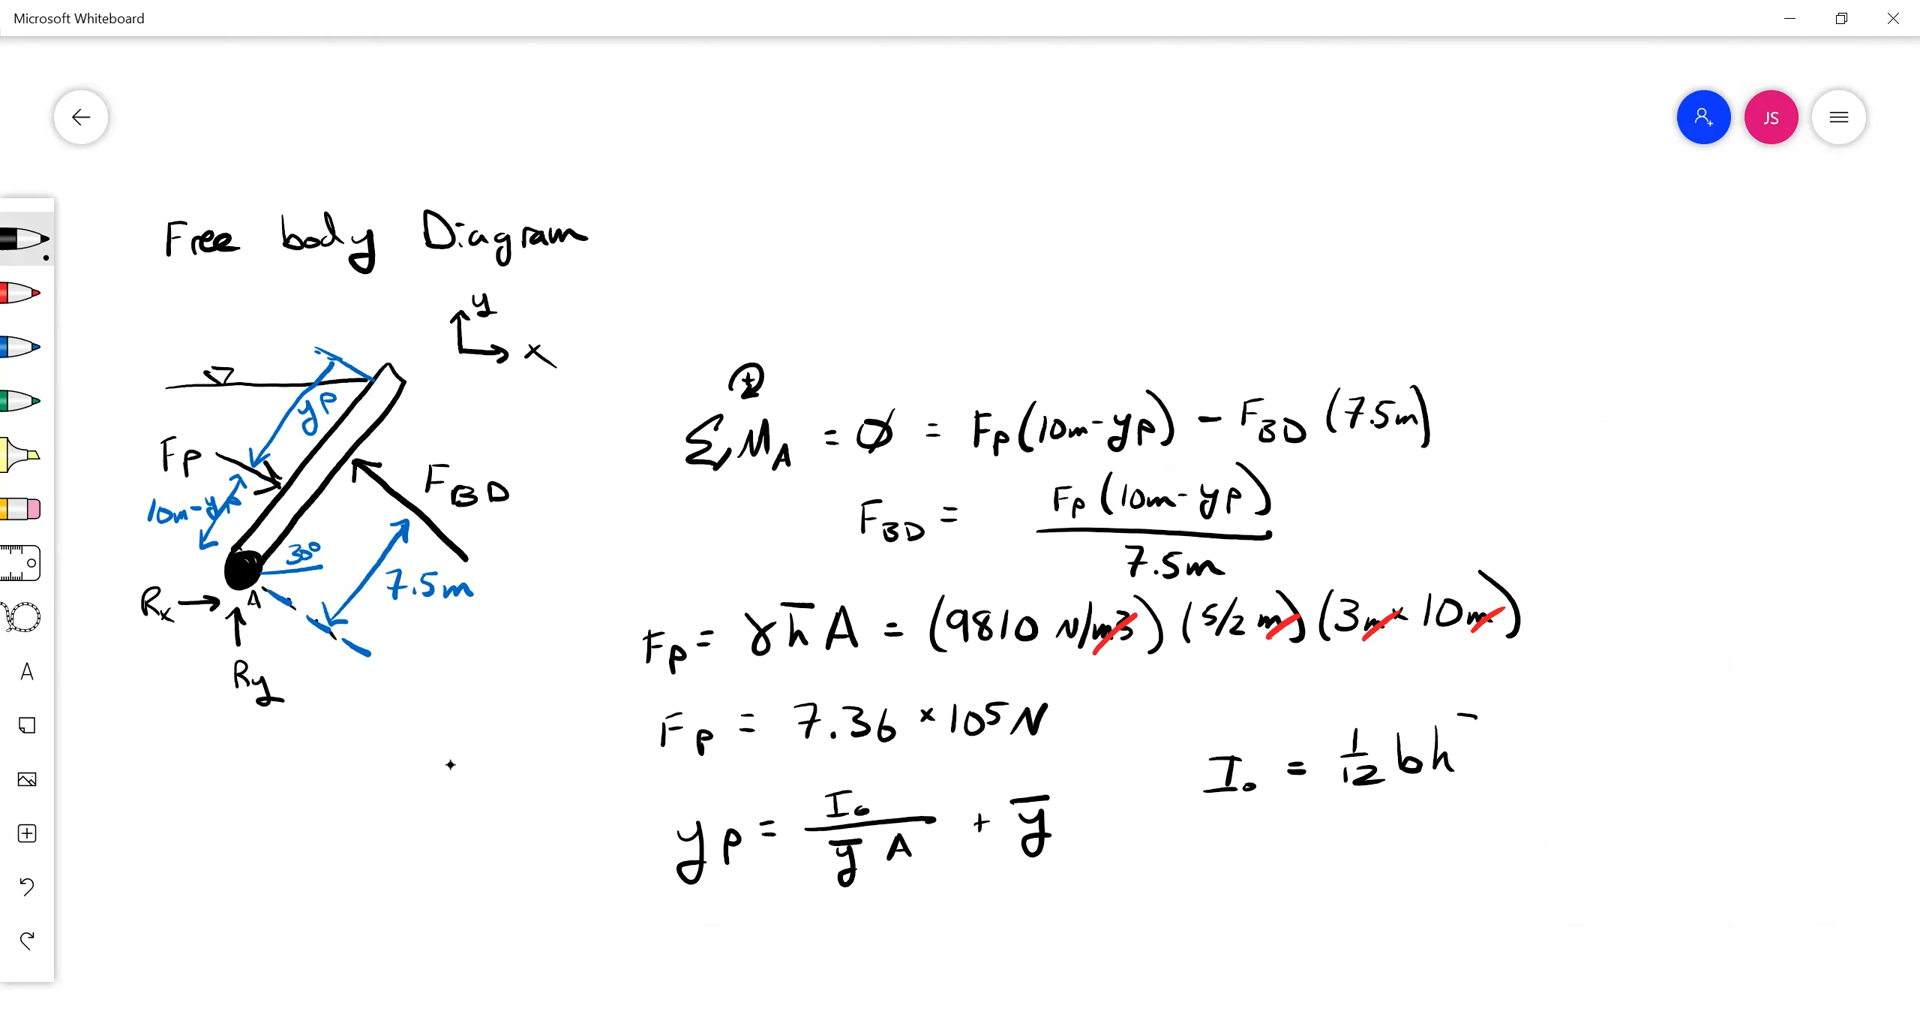 Microsoft Whiteboard
JS
Free body Diagram
y
x
yp
Fp
FBD
10m-yp
30°
7.5m
Rx
A
Ry
+
ΣMA = Ø = Fp(10m-yp) - FBD (7.5m)
FBD = Fp(10m-yp)
7.5m
Fp = γh̅A = (9810 N/m3)(5/2 m)(3m × 10m)
Fp = 7.36 × 10⁵ N
I₀ = 1/12 bh
yp = I₀ / y̅ A + y̅
A